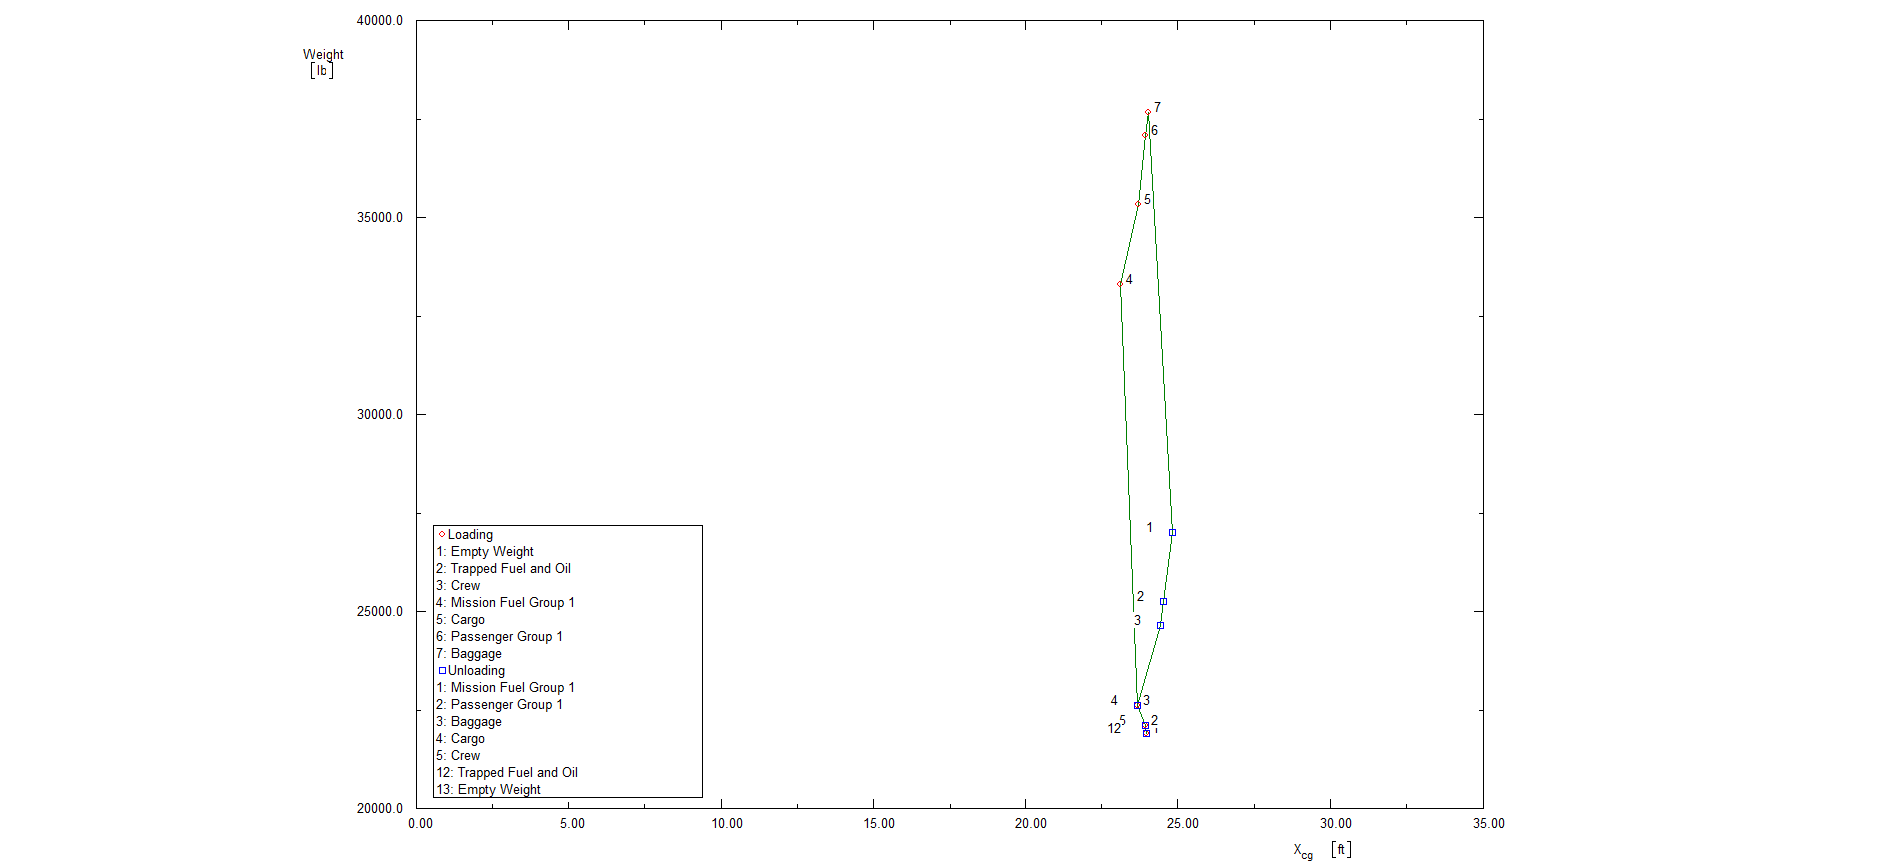 40000.0
Weight
[lb]
7
6
5
35000.0
4
30000.0
1
Loading
1: Empty Weight
2: Trapped Fuel and Oil
3: Crew
4: Mission Fuel Group 1
5: Cargo
6: Passenger Group 1
7: Baggage
Unloading
1: Mission Fuel Group 1
2: Passenger Group 1
3: Baggage
4: Cargo
5: Crew
12: Trapped Fuel and Oil
13: Empty Weight
2
25000.0
3
4 3
5 2
12
20000.0
0.00 5.00 10.00 15.00 20.00 25.00 30.00 35.00
Xcg [ft]